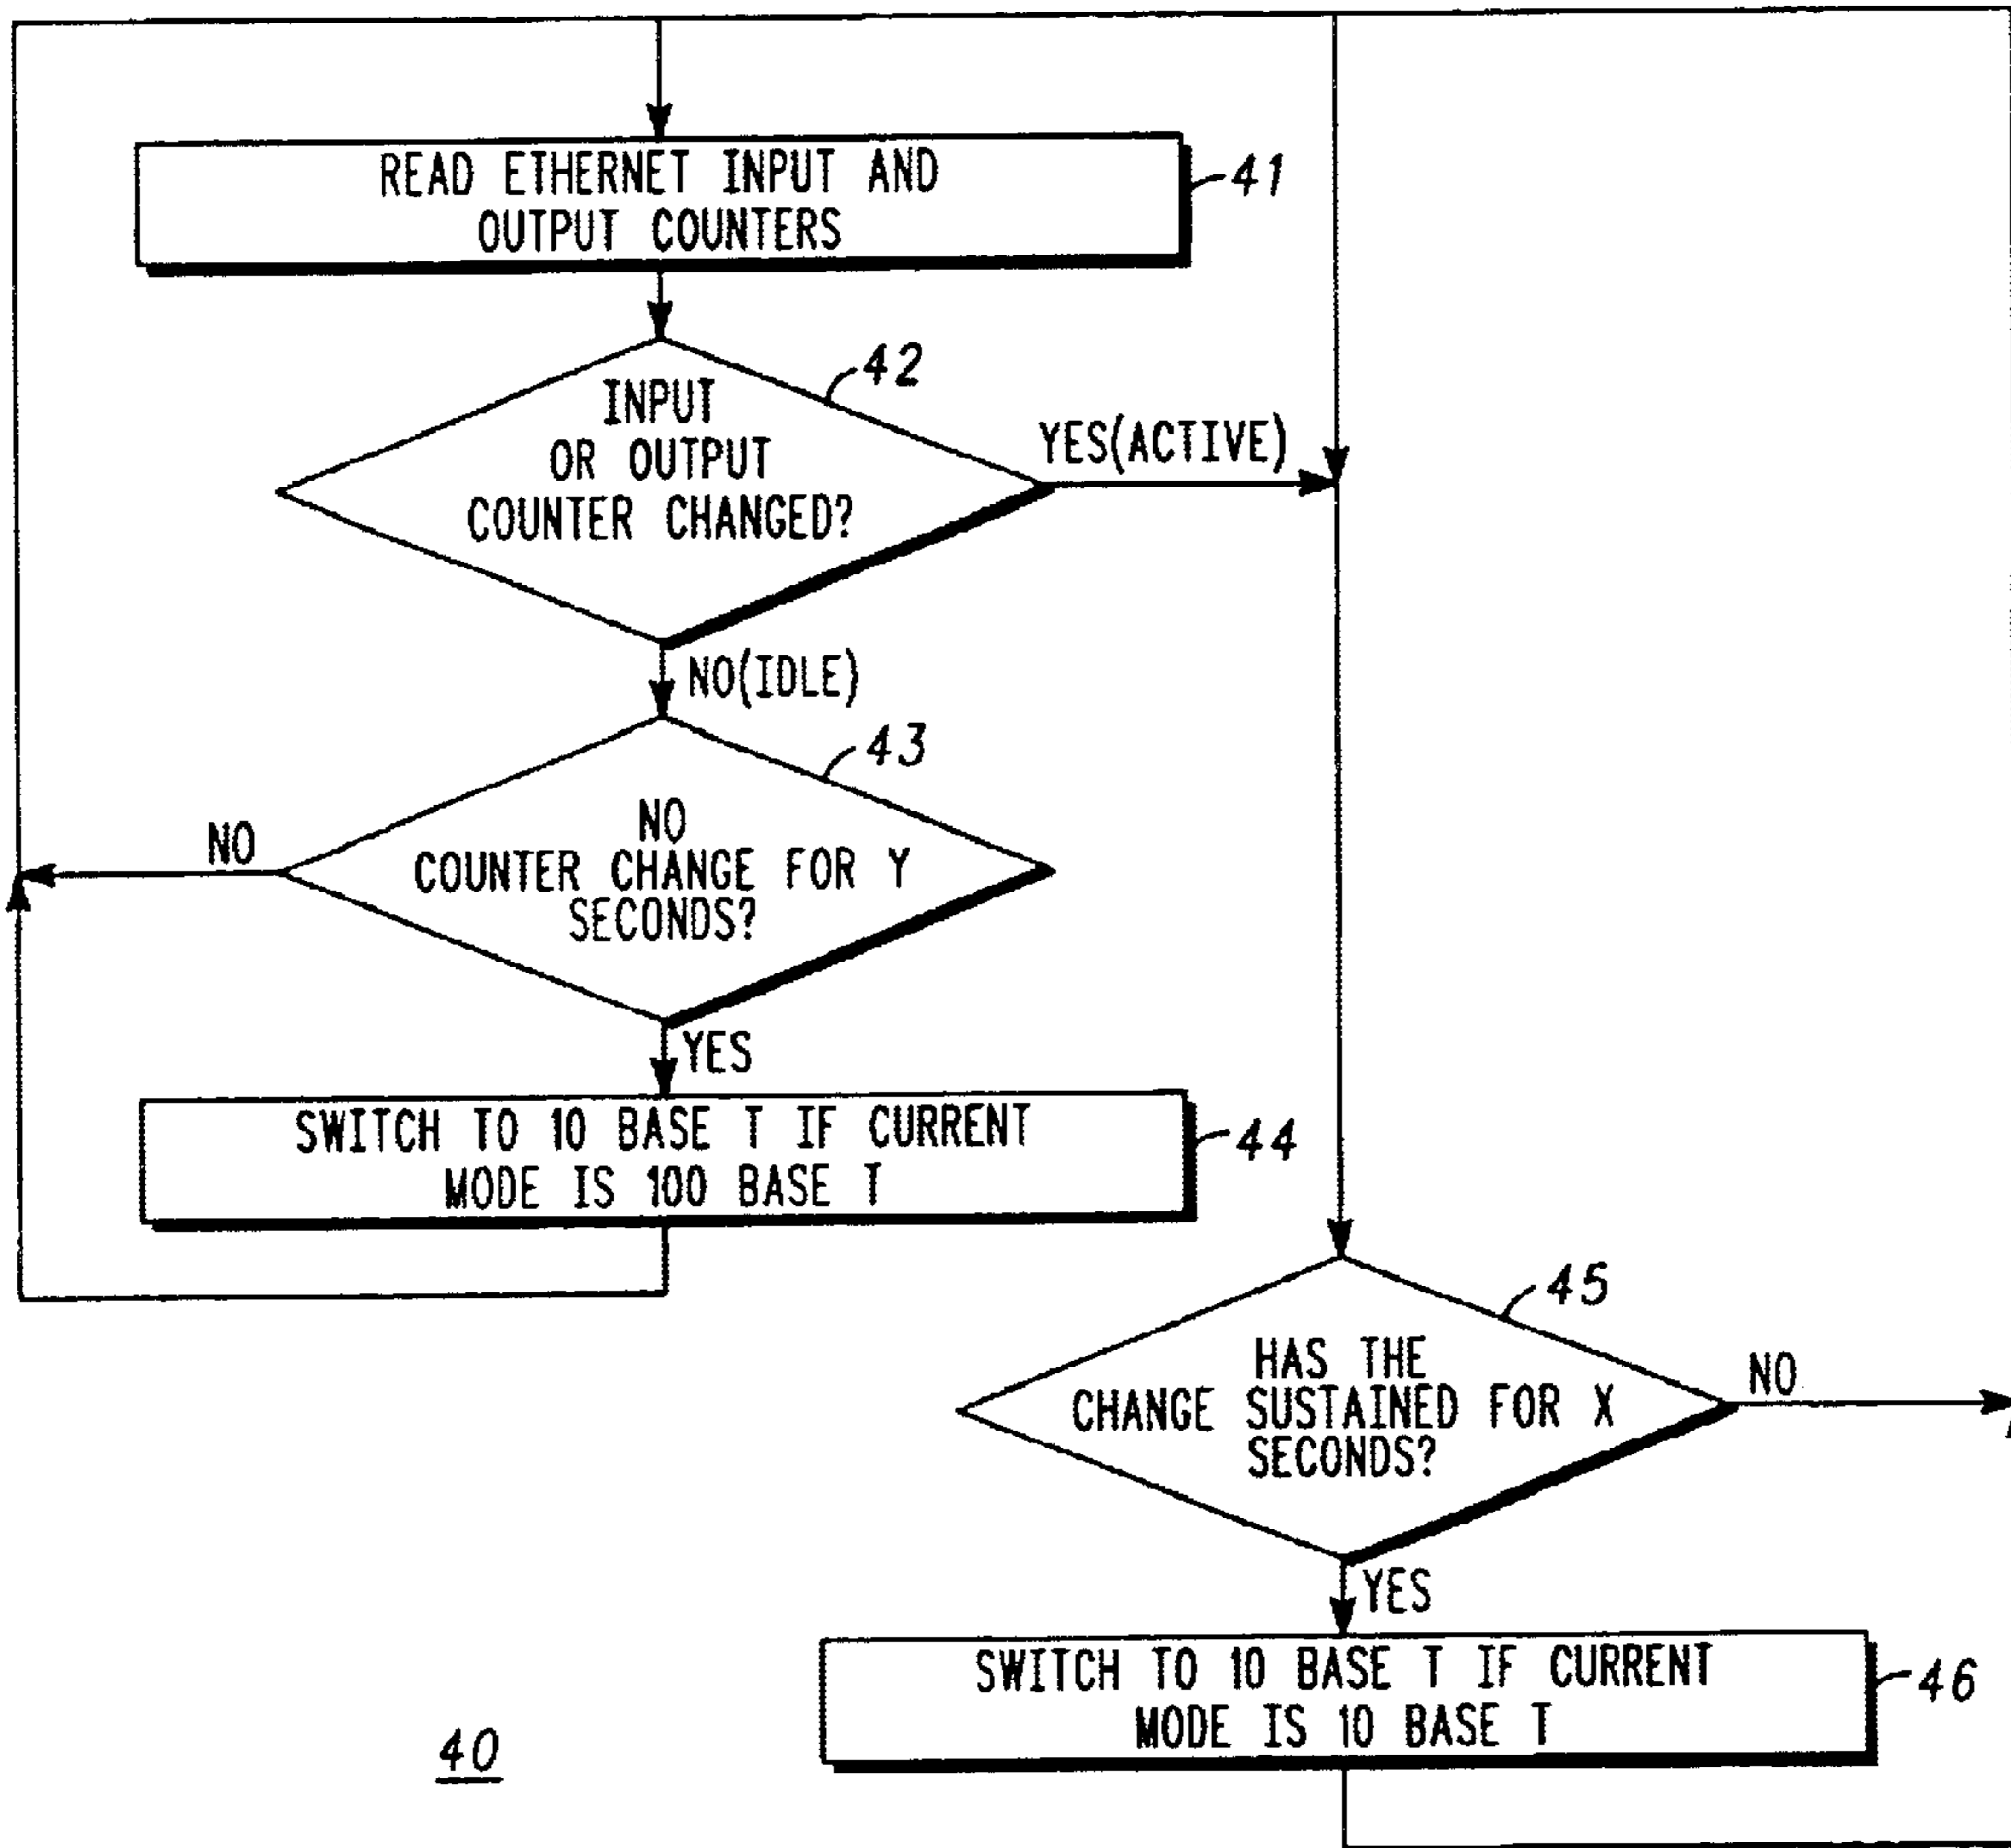 READ ETHERNET INPUT AND
OUTPUT COUNTERS
41
42
INPUT
OR OUTPUT
COUNTER CHANGED?
YES(ACTIVE)
NO(IDLE)
43
NO
COUNTER CHANGE FOR Y
SECONDS?
NO
YES
SWITCH TO 10 BASE T IF CURRENT
MODE IS 100 BASE T
44
45
HAS THE
CHANGE SUSTAINED FOR X
SECONDS?
NO
YES
SWITCH TO 10 BASE T IF CURRENT
MODE IS 10 BASE T
46
40